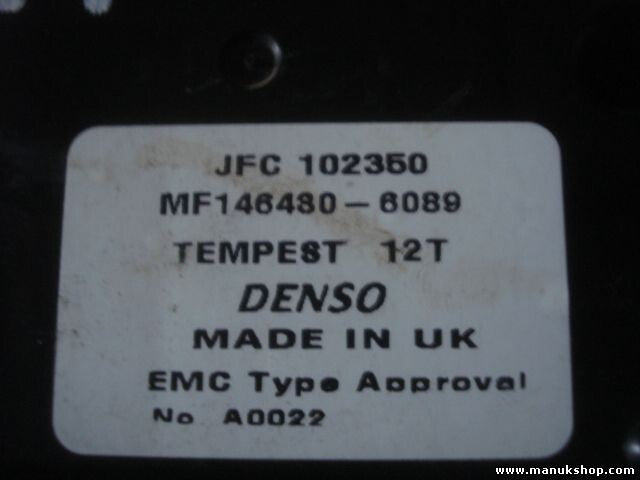 JFC 102350
MF146480-6089
TEMPEST 12T
DENSO
MADE IN UK
EMC Type Approval
No A0022
www.manukshop.com